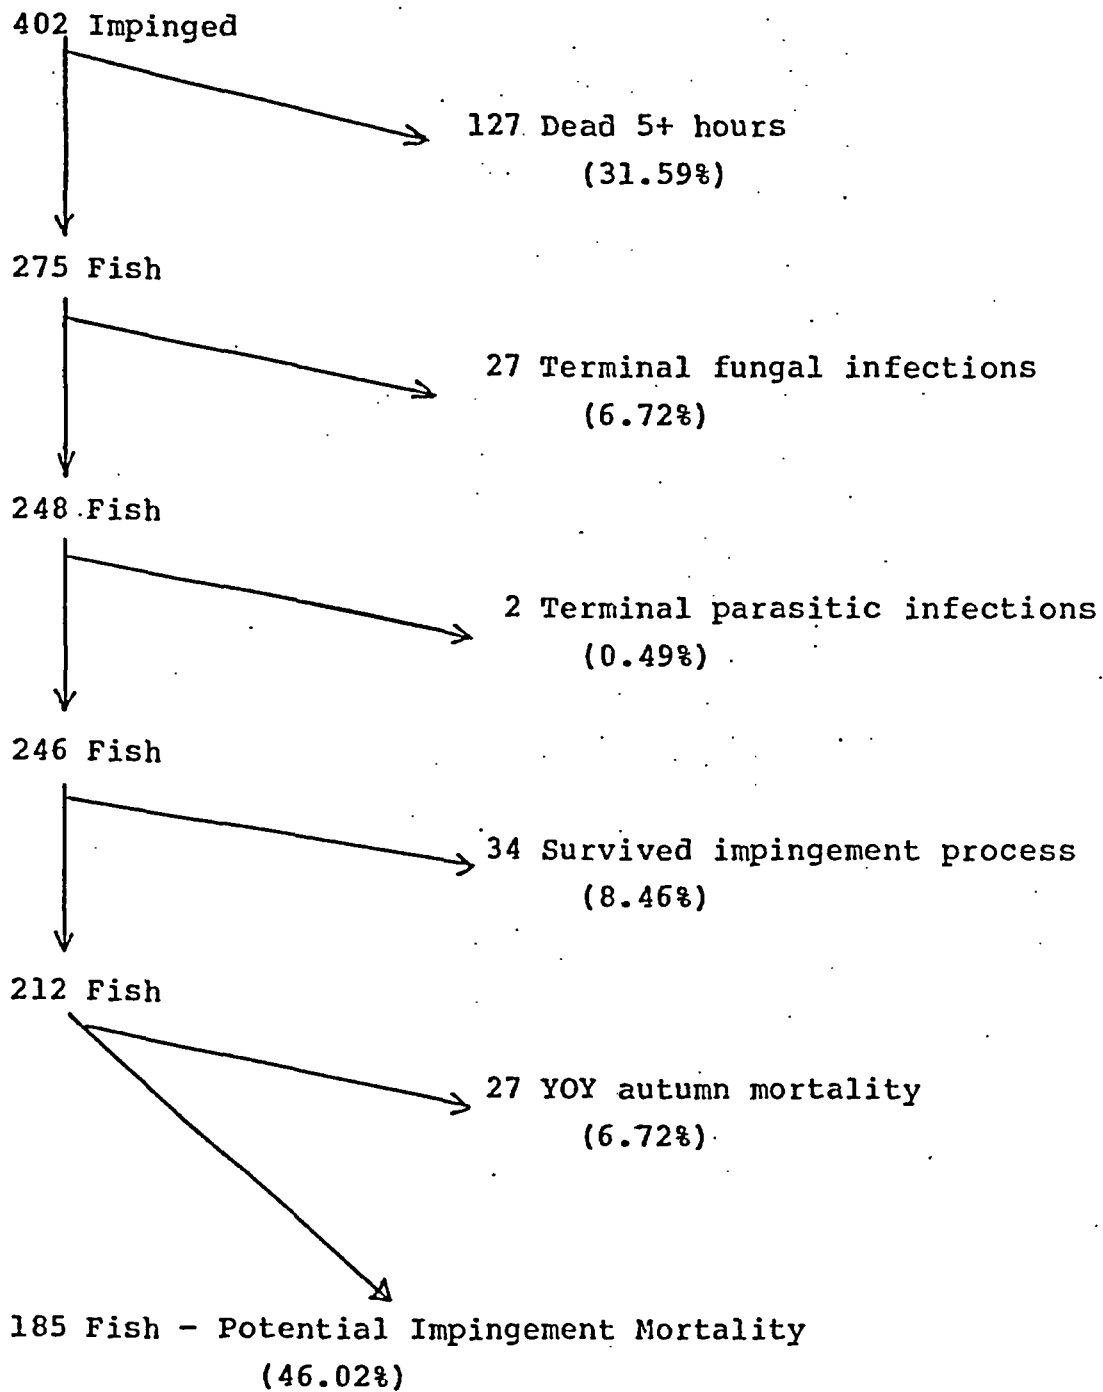 402 Impinged
127 Dead 5+ hours
(31.59%)
275 Fish
27 Terminal fungal infections
(6.72%)
248 Fish
2 Terminal parasitic infections
(0.49%)
246 Fish
34 Survived impingement process
(8.46%)
212 Fish
27 YOY autumn mortality
(6.72%)
185 Fish - Potential Impingement Mortality
(46.02%)